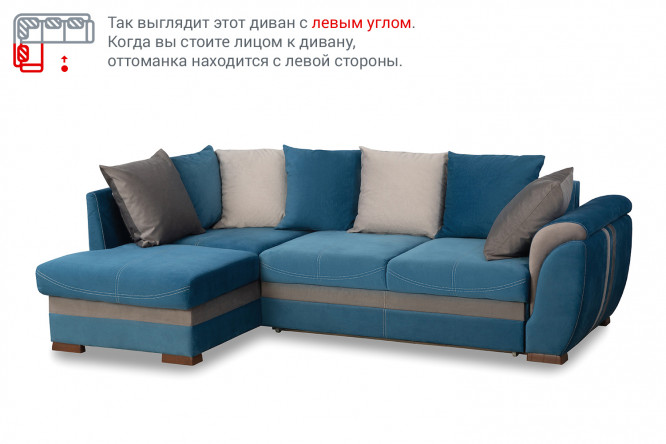 Так выглядит этот диван с левым углом.
Когда вы стоите лицом к дивану,
оттоманка находится с левой стороны.